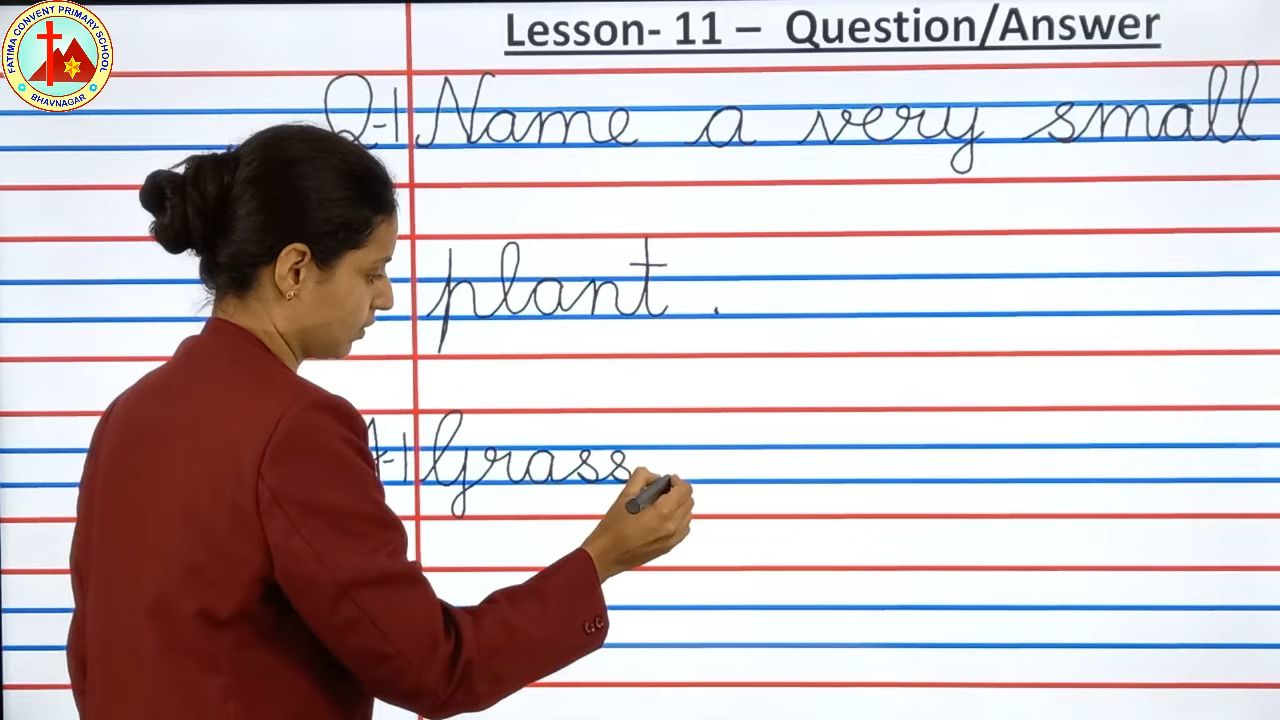 FATIMA CONVENT PRIMARY SCHOOL
BHAVNAGAR
Lesson- 11 – Question/Answer
Q-1 Name a very small
plant .
A-1 Grass